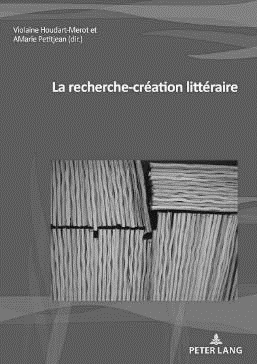 Violaine Houdart-Merot et
AMarie Petitjean (dir.)
La recherche-création littéraire
PETER LANG